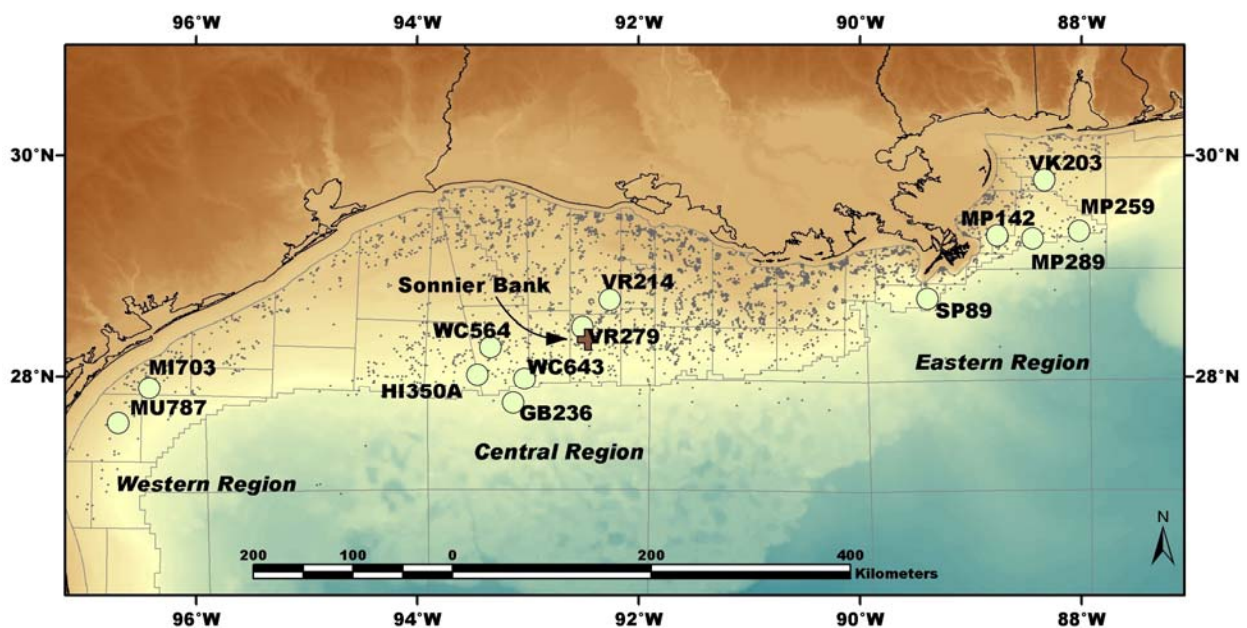 96°W 94°W 92°W 90°W 88°W
30°N 30°N
VK203
MP142 MP259
MP289
Sonnier Bank VR214
SP89
WC564 VR279
Eastern Region
MI703 WC643
28°N 28°N
HI350A
MU787 GB236
Central Region
Western Region
N
200 100 0 200 400
Kilometers
96°W 94°W 92°W 90°W 88°W